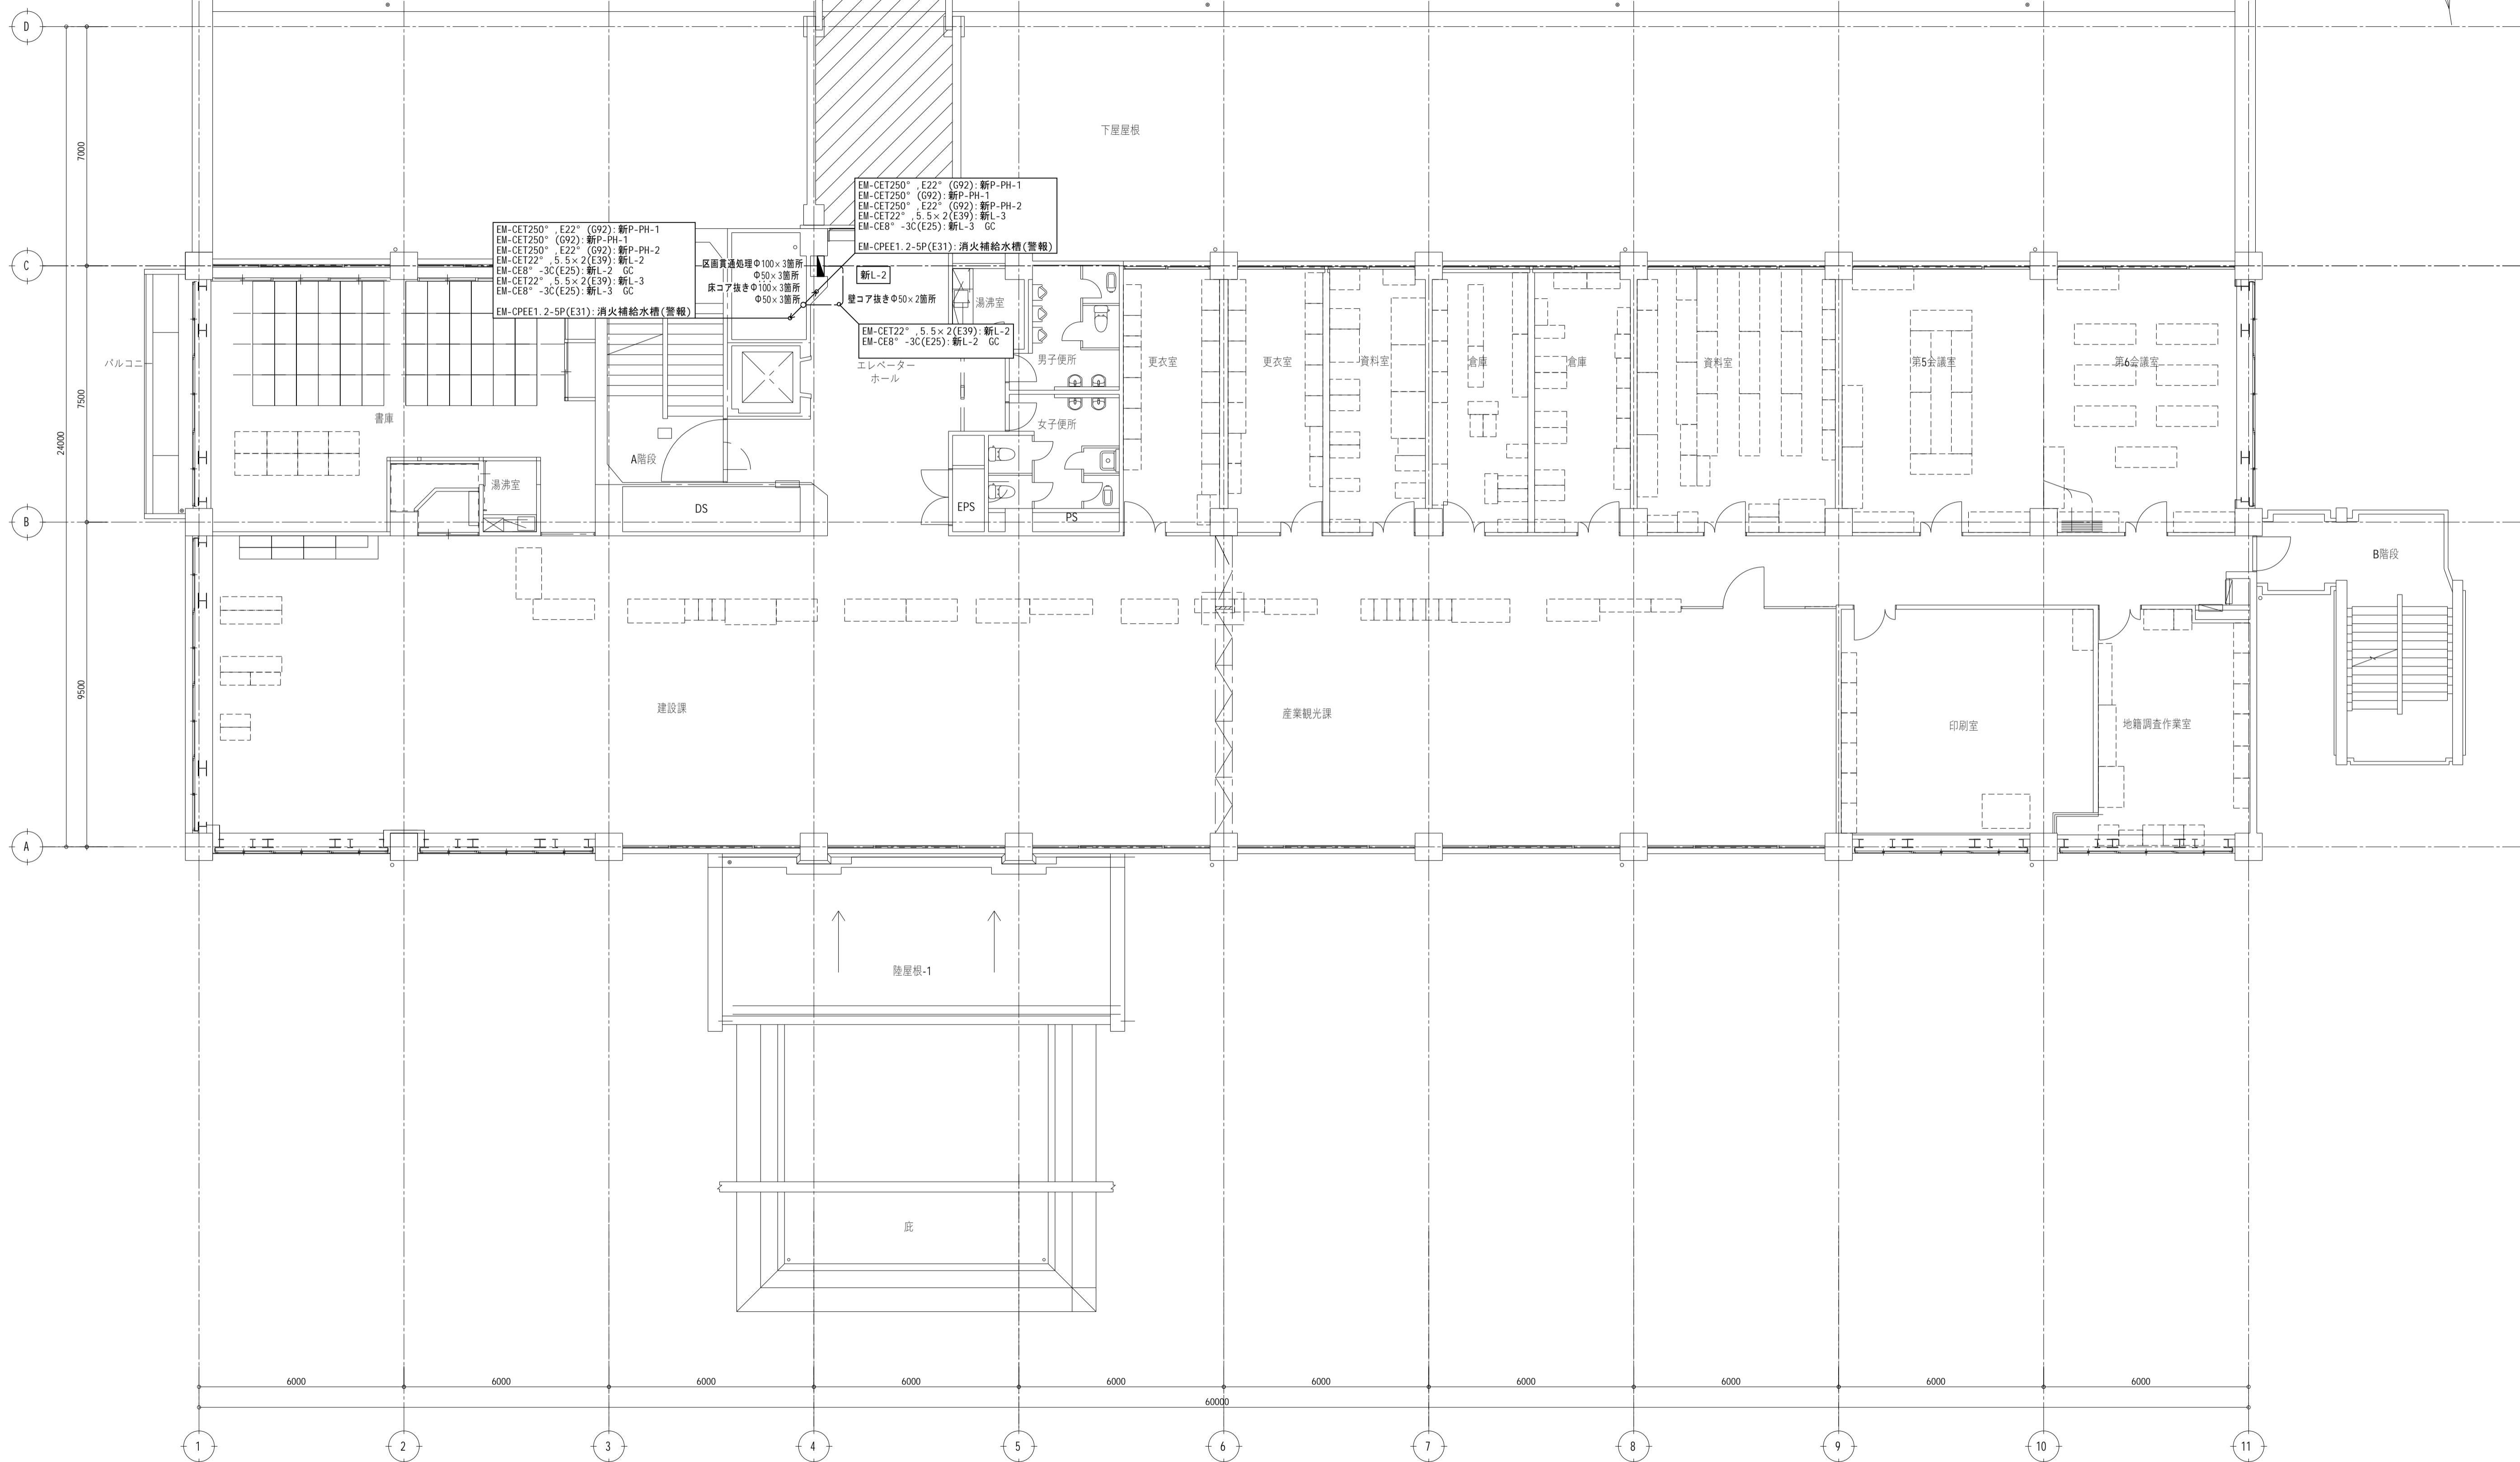 D
下屋屋根
7000
EM-CET250°,E22°(G92):新P-PH-1
EM-CET250°(G92):新P-PH-1
EM-CET250°,E22°(G92):新P-PH-2
EM-CET22°,5.5×2(E39):新L-3
EM-CE8°-3C(E25):新L-3 GC
EM-CPEE1.2-5P(E31):消火補給水槽(警報)
EM-CET250°,E22°(G92):新P-PH-1
EM-CET250°(G92):新P-PH-1
EM-CET250°,E22°(G92):新P-PH-2
EM-CET22°,5.5×2(E39):新L-2
EM-CE8°-3C(E25):新L-2 GC
EM-CET22°,5.5×2(E39):新L-3
EM-CE8°-3C(E25):新L-3 GC
EM-CPEE1.2-5P(E31):消火補給水槽(警報)
C
区画貫通処理Φ100×3箇所
Φ50×3箇所
床コア抜きΦ100×3箇所
Φ50×3箇所
新L-2
壁コア抜きΦ50×2箇所
湯沸室
EM-CET22°,5.5×2(E39):新L-2
EM-CE8°-3C(E25):新L-2 GC
バルコニー
エレベーター
ホール
男子便所
更衣室
更衣室
資料室
倉庫
倉庫
資料室
第5会議室
第6会議室
7500
24000
書庫
女子便所
A階段
湯沸室
DS
EPS
PS
B
B階段
9500
建設課
産業観光課
印刷室
地籍調査作業室
A
陸屋根-1
庇
6000
6000
6000
6000
6000
6000
6000
6000
6000
6000
60000
1
2
3
4
5
6
7
8
9
10
11